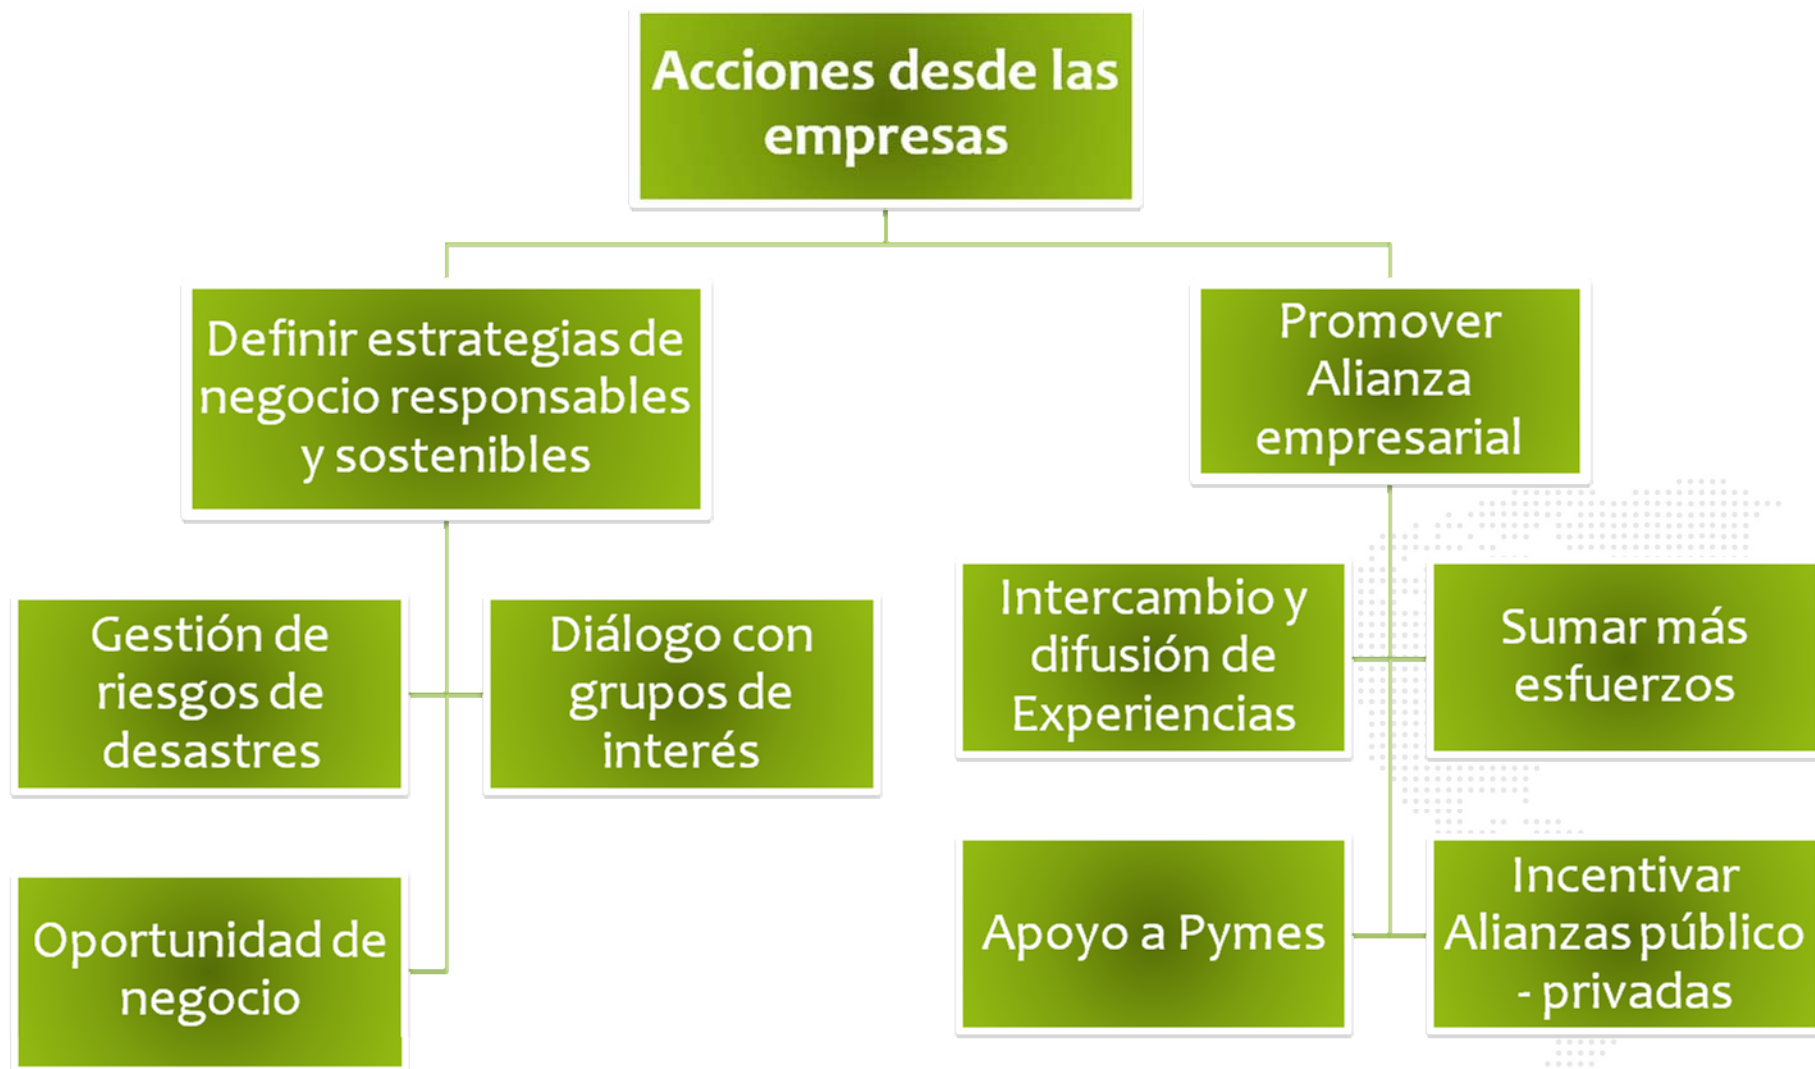 Acciones desde las
empresas
Definir estrategias de
negocio responsables
y sostenibles
Promover
Alianza
empresarial
Gestión de
riesgos de
desastres
Diálogo con
grupos de
interés
Oportunidad de
negocio
Intercambio y
difusión de
Experiencias
Sumar más
esfuerzos
Apoyo a Pymes
Incentivar
Alianzas público
- privadas